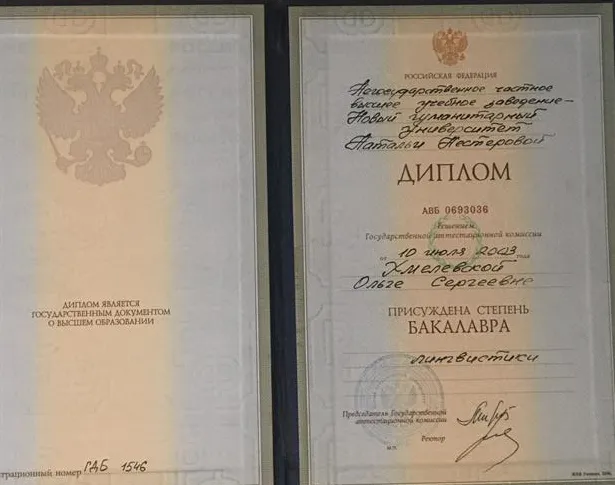 ДИПЛОМ ЯВЛЯЕТСЯ
ГОСУДАРСТВЕННЫМ ДОКУМЕНТОМ
О ВЫСШЕМ ОБРАЗОВАНИИ
страционный номер ГДБ 1546
РОССИЙСКАЯ ФЕДЕРАЦИЯ
Негосударственное частное
высшее учебное заведение-
Новый гуманитарный
Университет
Натальи Нестеровой
ДИПЛОМ
АВБ 0693036
Решением
Государственной аттестационной комиссии
от 10 июля 2003 года
Хмелевской
Ольге Сергеевне
ПРИСУЖДЕНА СТЕПЕНЬ
БАКАЛАВРА
лингвистики
Председатель Государственной
аттестационной комиссии
М.П.
Ректор